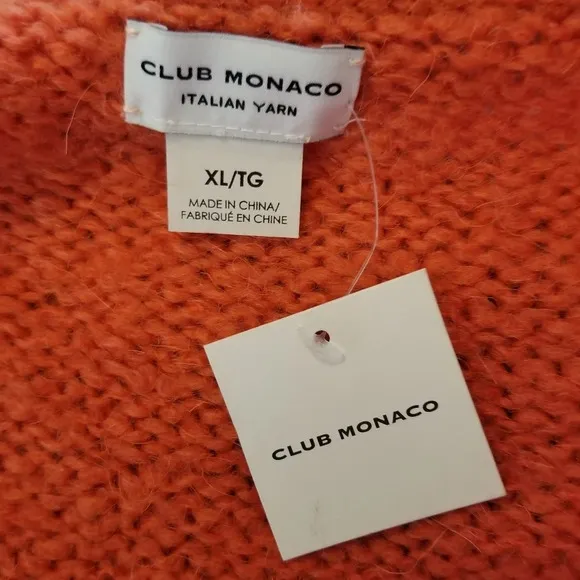 CLUB MONACO
ITALIAN YARN
XL/TG
MADE IN CHINA/
FABRIQUÉ EN CHINE
CLUB MONACO